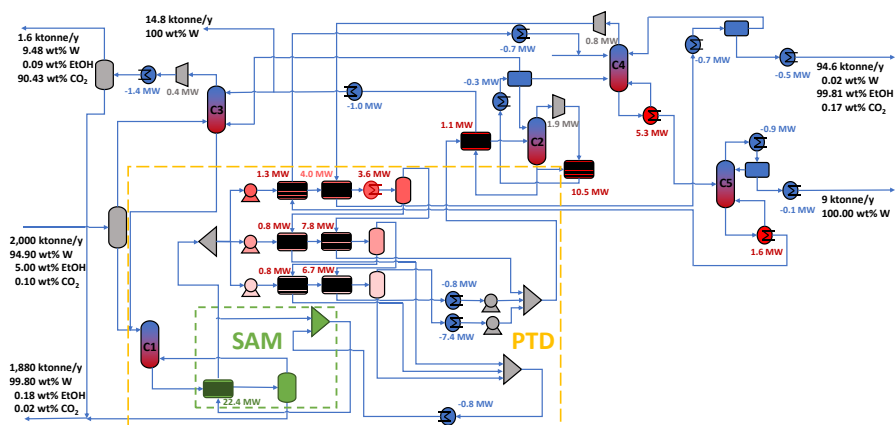 1.6 ktonne/y
9.48 wt% W
0.09 wt% EtOH
90.43 wt% CO₂
14.8 ktonne/y
100 wt% W
-1.4 MW
0.4 MW
C3
-1.0 MW
-0.7 MW
0.8 MW
C4
-0.3 MW
1.9 MW
C2
1.1 MW
10.5 MW
5.3 MW
-0.7 MW
-0.5 MW
94.6 ktonne/y
0.02 wt% W
99.81 wt% EtOH
0.17 wt% CO₂
-0.9 MW
C5
-0.1 MW
9 ktonne/y
100.00 wt% W
1.6 MW
2,000 ktonne/y
94.90 wt% W
5.00 wt% EtOH
0.10 wt% CO₂
1.3 MW
4.0 MW
3.6 MW
0.8 MW
7.8 MW
0.8 MW
6.7 MW
-0.8 MW
-7.4 MW
PTD
C1
SAM
22.4 MW
-0.8 MW
1,880 ktonne/y
99.80 wt% W
0.18 wt% EtOH
0.02 wt% CO₂